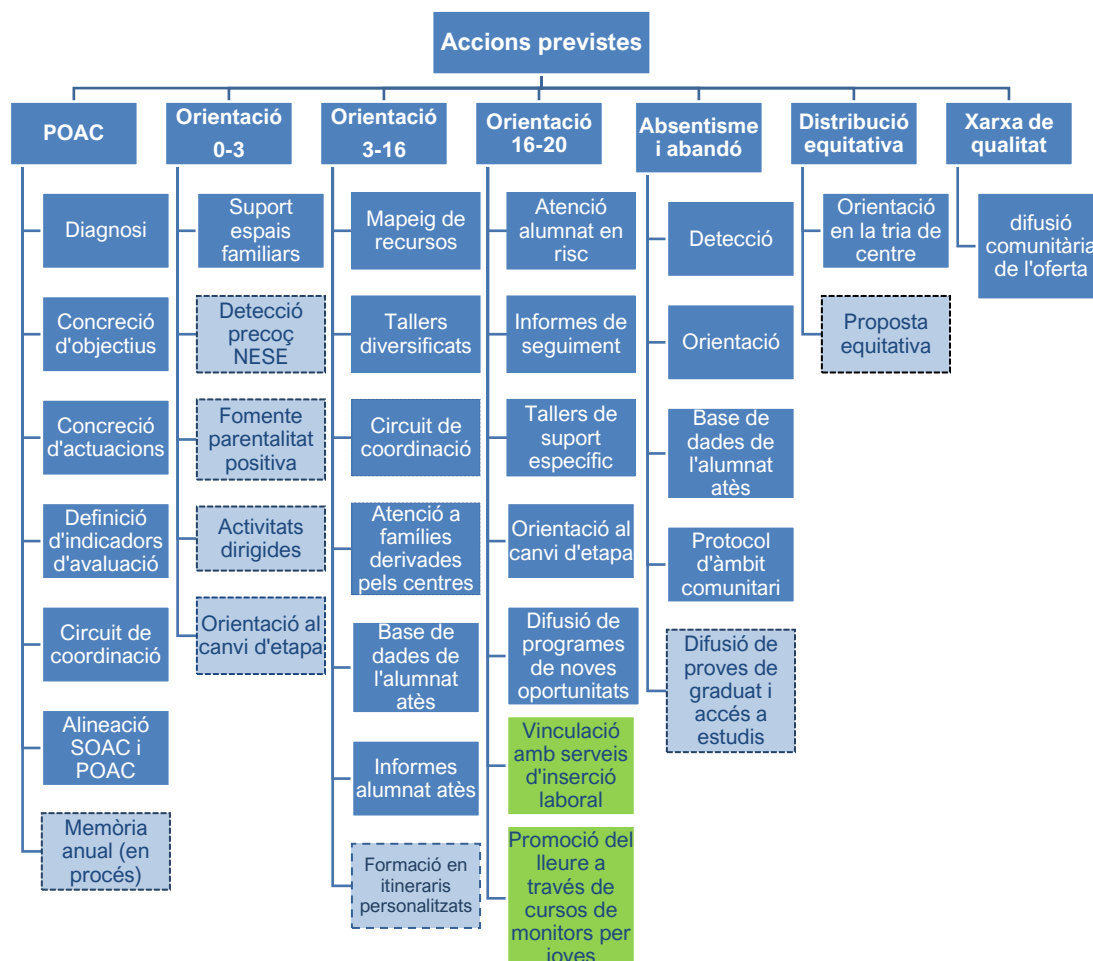 Accions previstes
POAC
Diagnosi
Concreció
d'objectius
Concreció
d'actuacions
Definició
d'indicadors
d'avaluació
Circuit de
coordinació
Alineació
SOAC i
POAC
Memòria
anual (en
procés)
Orientació
0-3
Suport
espais
familiars
Detecció
precoç
NESE
Fomente
parentalitat
positiva
Activitats
dirigides
Orientació al
canvi d'etapa
Orientació
3-16
Mapeig de
recursos
Tallers
diversificats
Circuit de
coordinació
Atenció a
famílies
derivades
pels centres
Base de
dades de
l'alumnat
atès
Informes
alumnat atès
Formació en
itineraris
personalitzats
Orientació
16-20
Atenció
alumnat en
risc
Informes de
seguiment
Tallers de
suport
específic
Orientació al
canvi d'etapa
Difusió de
programes
de noves
oportunitats
Vinculació
amb serveis
d'inserció
laboral
Promoció del
lleure a
través de
cursos de
monitors per
joves
Absentisme
i abandó
Detecció
Orientació
Base de
dades de
l'alumnat
atès
Protocol
d'àmbit
comunitari
Difusió de
proves de
graduat i
accés a
estudis
Distribució
equitativa
Orientació
en la tria de
centre
Proposta
equitativa
Xarxa de
qualitat
difusió
comunitària
de l'oferta